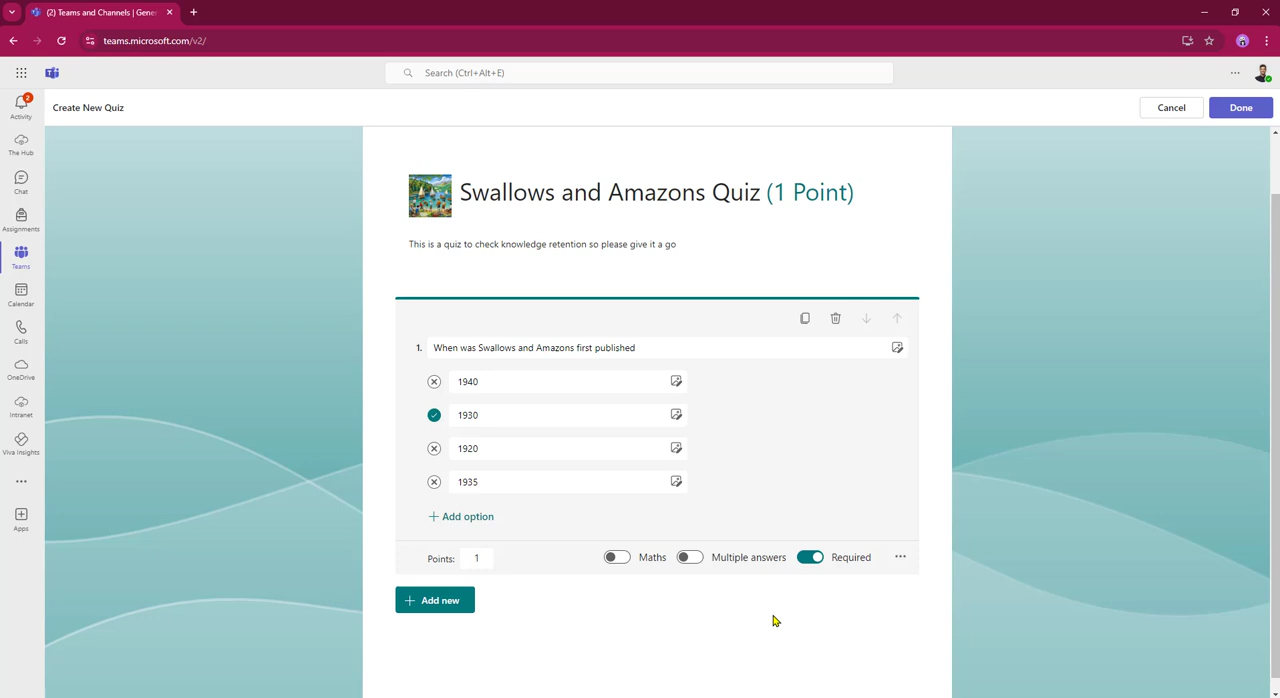 (2) Teams and Channels | Gene
teams.microsoft.com/v2/
Search (Ctrl+Alt+E)
2
Activity
The Hub
Chat
Assignments
Teams
Calendar
Calls
OneDrive
Intranet
Viva Insights
Apps
Create New Quiz
Cancel
Done
Swallows and Amazons Quiz (1 Point)
This is a quiz to check knowledge retention so please give it a go
1. When was Swallows and Amazons first published
1940
1930
1920
1935
+ Add option
Points: 1
Maths
Multiple answers
Required
+ Add new